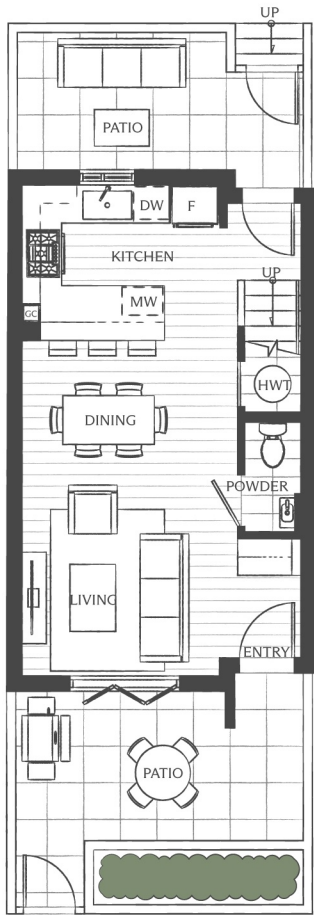 UP
PATIO
DW
F
KITCHEN
UP
MW
GC
HWT
DINING
POWDER
LIVING
ENTRY
PATIO